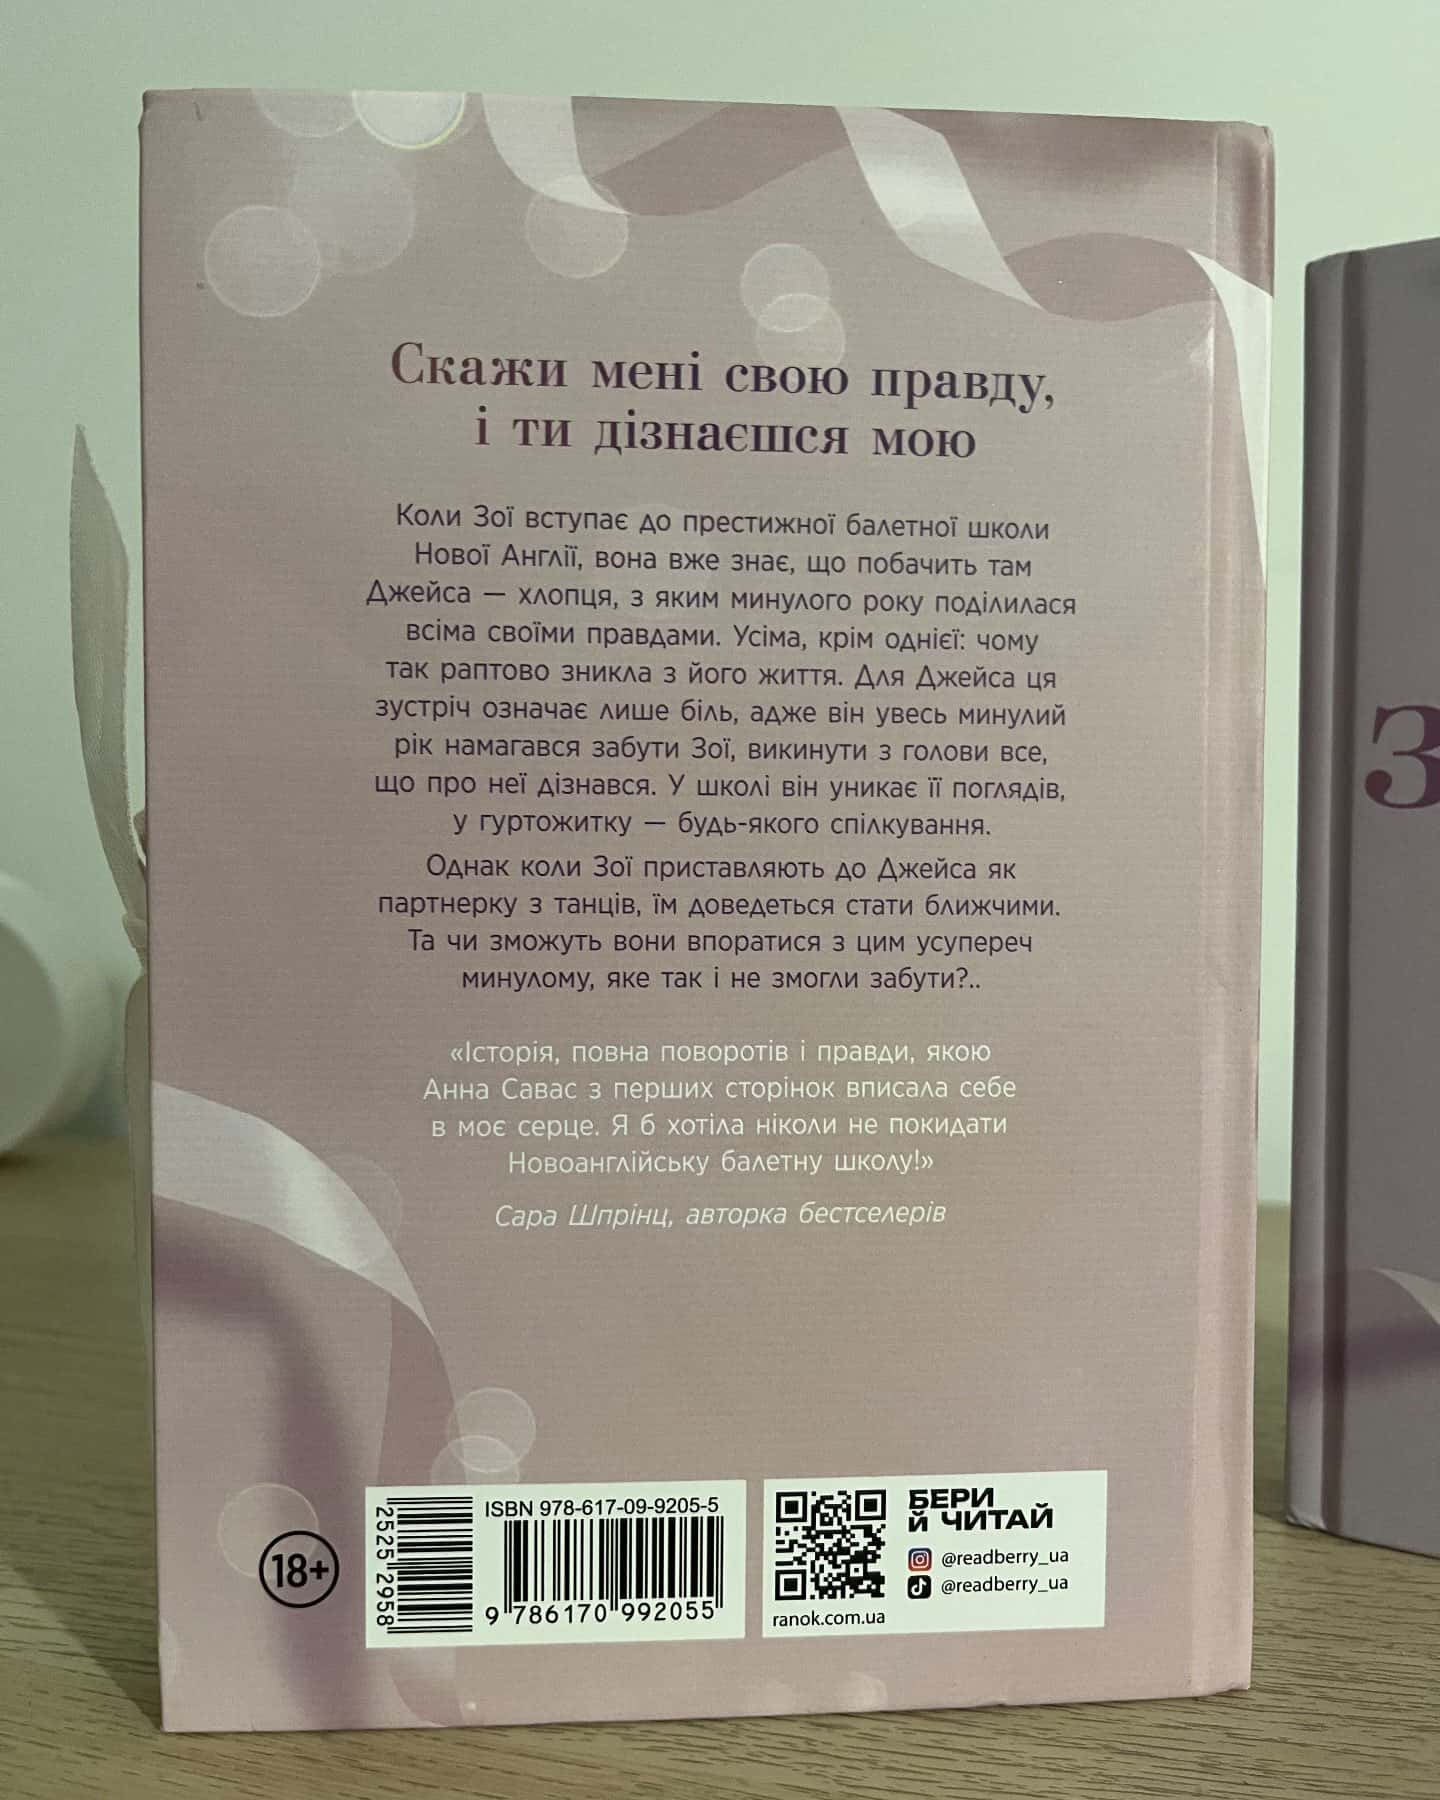 Скажи мені свою правду,
і ти дізнаєшся мою
Коли Зої вступає до престижної балетної школи
Нової Англії, вона вже знає, що побачить там
Джейса — хлопця, з яким минулого року поділилася
всіма своїми правдами. Усіма, крім однієї: чому
так раптово зникла з його життя. Для Джейса ця
зустріч означає лише біль, адже він увесь минулий
рік намагався забути Зої, викинути з голови все,
що про неї дізнався. У школі він уникає її поглядів,
у гуртожитку — будь-якого спілкування.
Однак коли Зої приставляють до Джейса як
партнерку з танців, їм доведеться стати ближчими.
Та чи зможуть вони впоратися з цим усупереч
минулому, яке так і не змогли забути?..
«Історія, повна поворотів і правди, якою
Анна Савас з перших сторінок вписала себе
в моє серце. Я б хотіла ніколи не покидати
Новоанглійську балетну школу!»
Сара Шпрінц, авторка бестселерів
18+
2525 2958
ISBN 978-617-09-9205-5
9 786170 992055
ranok.com.ua
БЕРИ
Й ЧИТАЙ
@readberry_ua
@readberry_ua
З